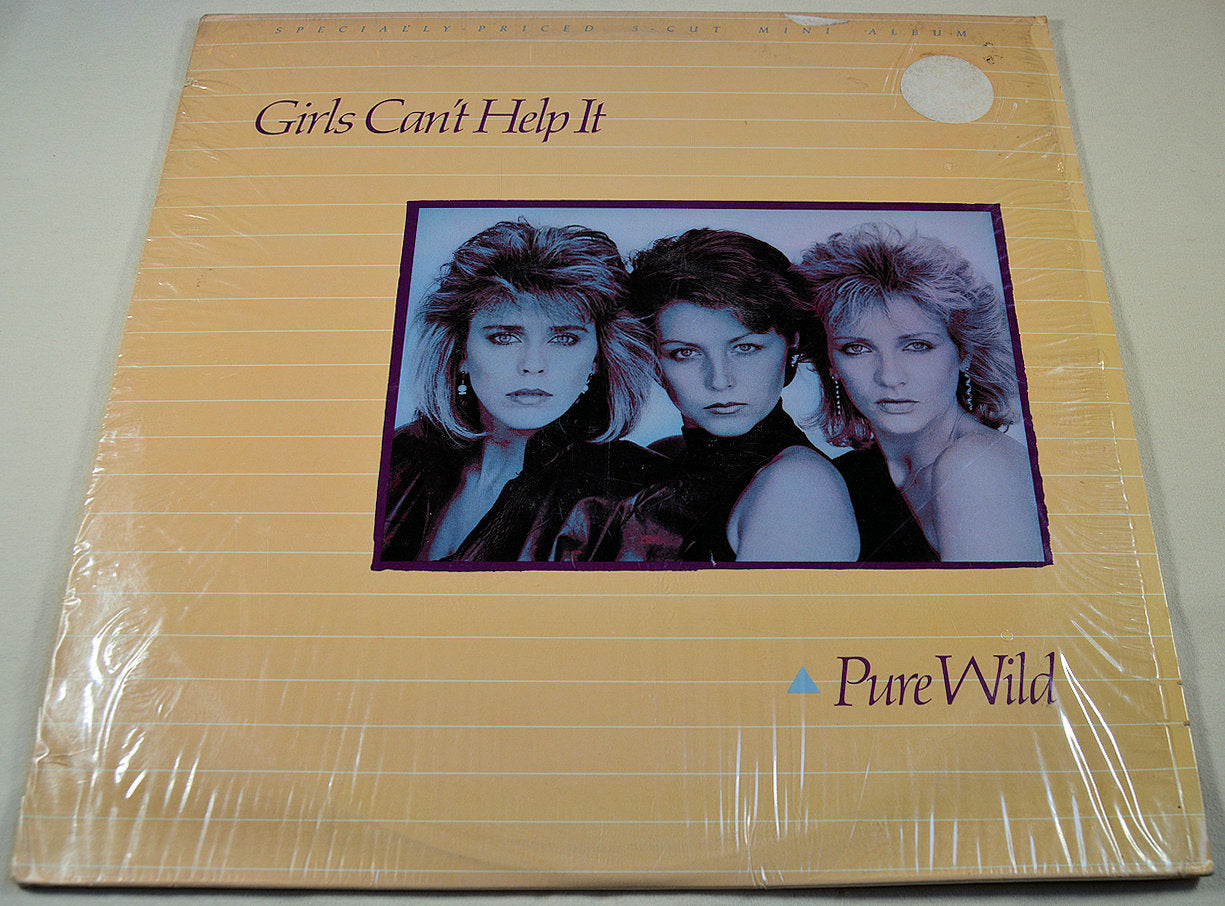 SPECIALLY-PRICED 5-CUT MINI ALBUM
Girls Can't Help It
Pure Wild